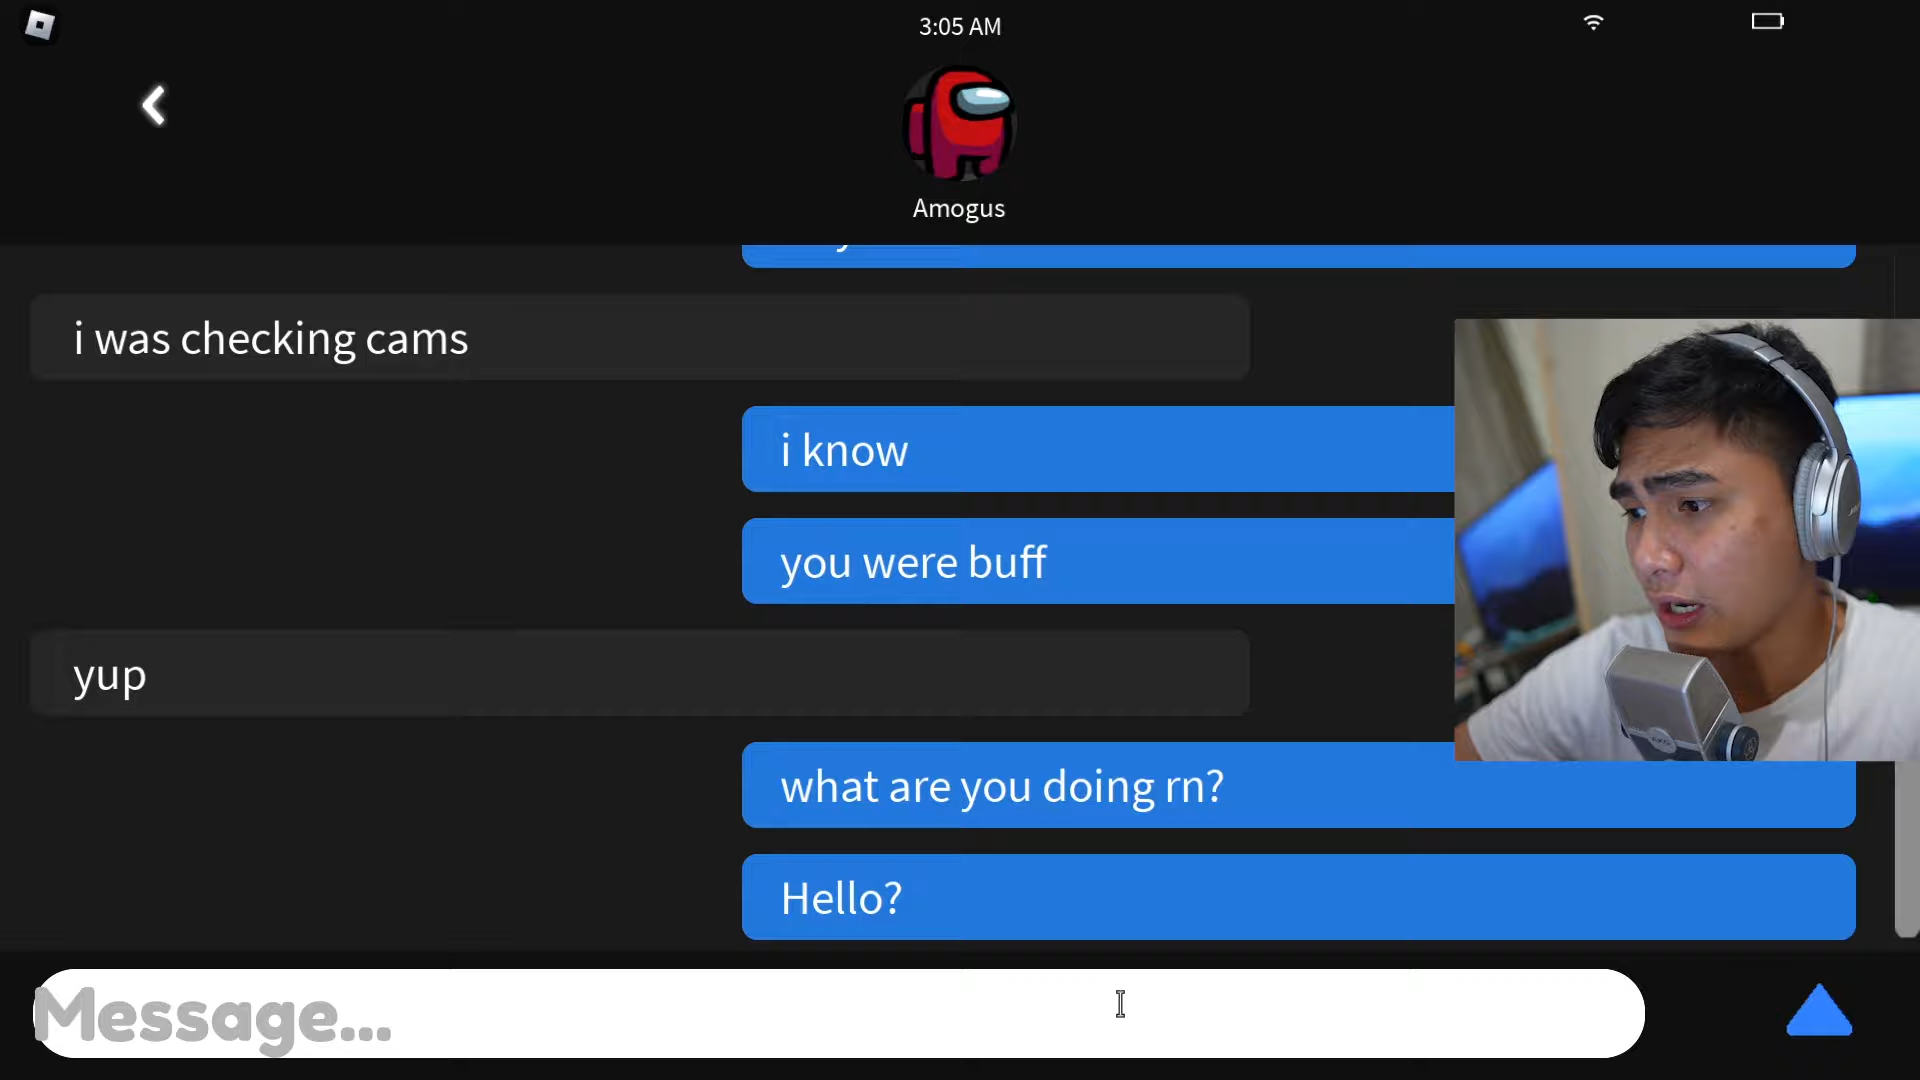 3:05 AM
Amogus
i was checking cams
i know
you were buff
yup
what are you doing rn?
Hello?
Message...